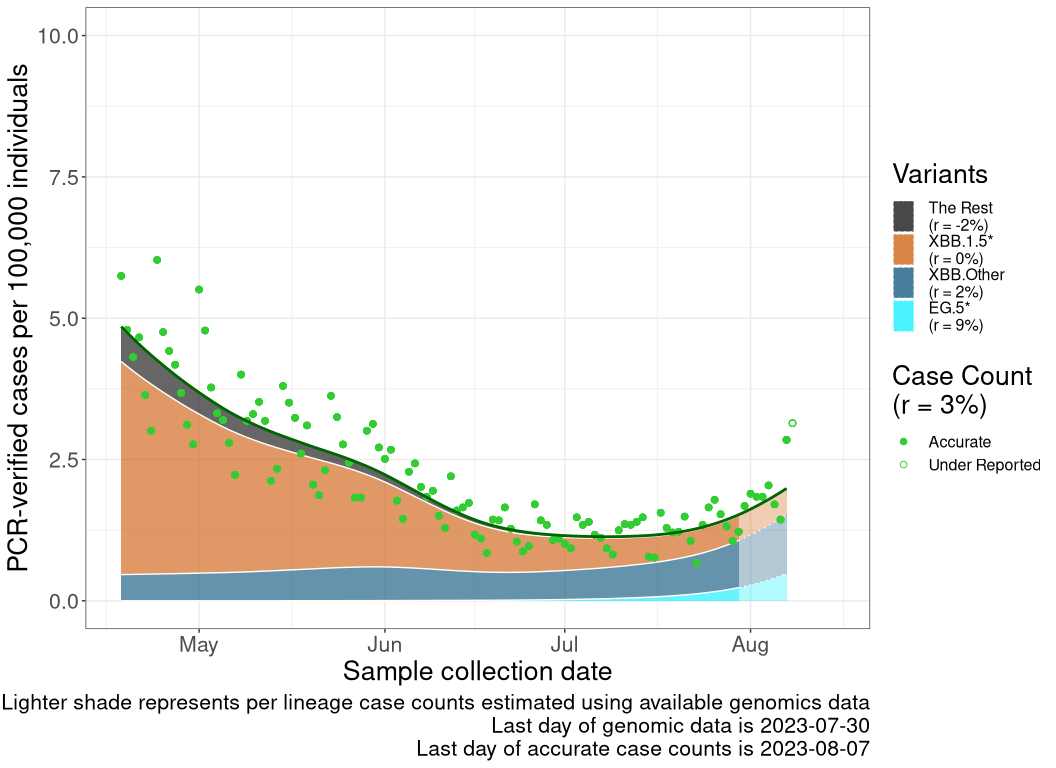 PCR-verified cases per 100,000 individuals
10.0
7.5
5.0
2.5
0.0
May
Jun
Jul
Aug
Sample collection date
Variants
The Rest
(r = -2%)
XBB.1.5*
(r = 0%)
XBB.Other
(r = 2%)
EG.5*
(r = 9%)
Case Count
(r = 3%)
Accurate
Under Reported
Lighter shade represents per lineage case counts estimated using available genomics data
Last day of genomic data is 2023-07-30
Last day of accurate case counts is 2023-08-07